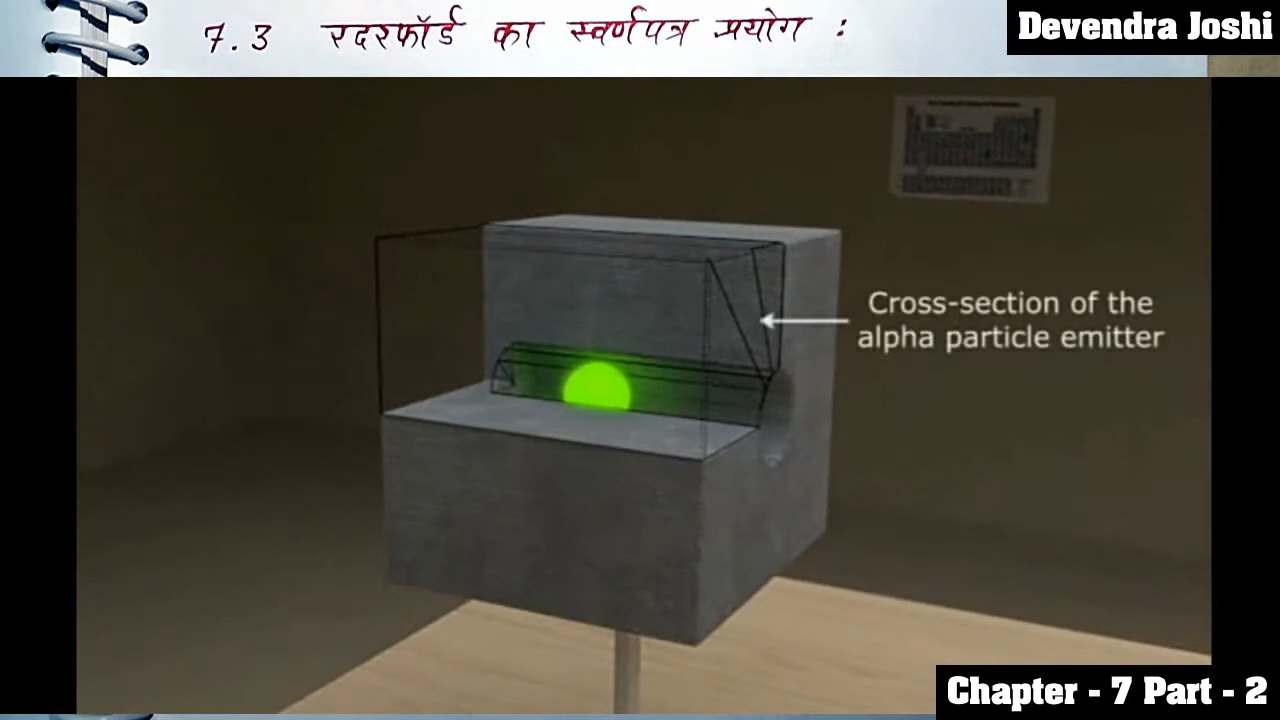 7.3 रदरफॉर्ड का स्वर्णपत्र प्रयोग :
Devendra Joshi
Cross-section of the
alpha particle emitter
Chapter - 7 Part - 2